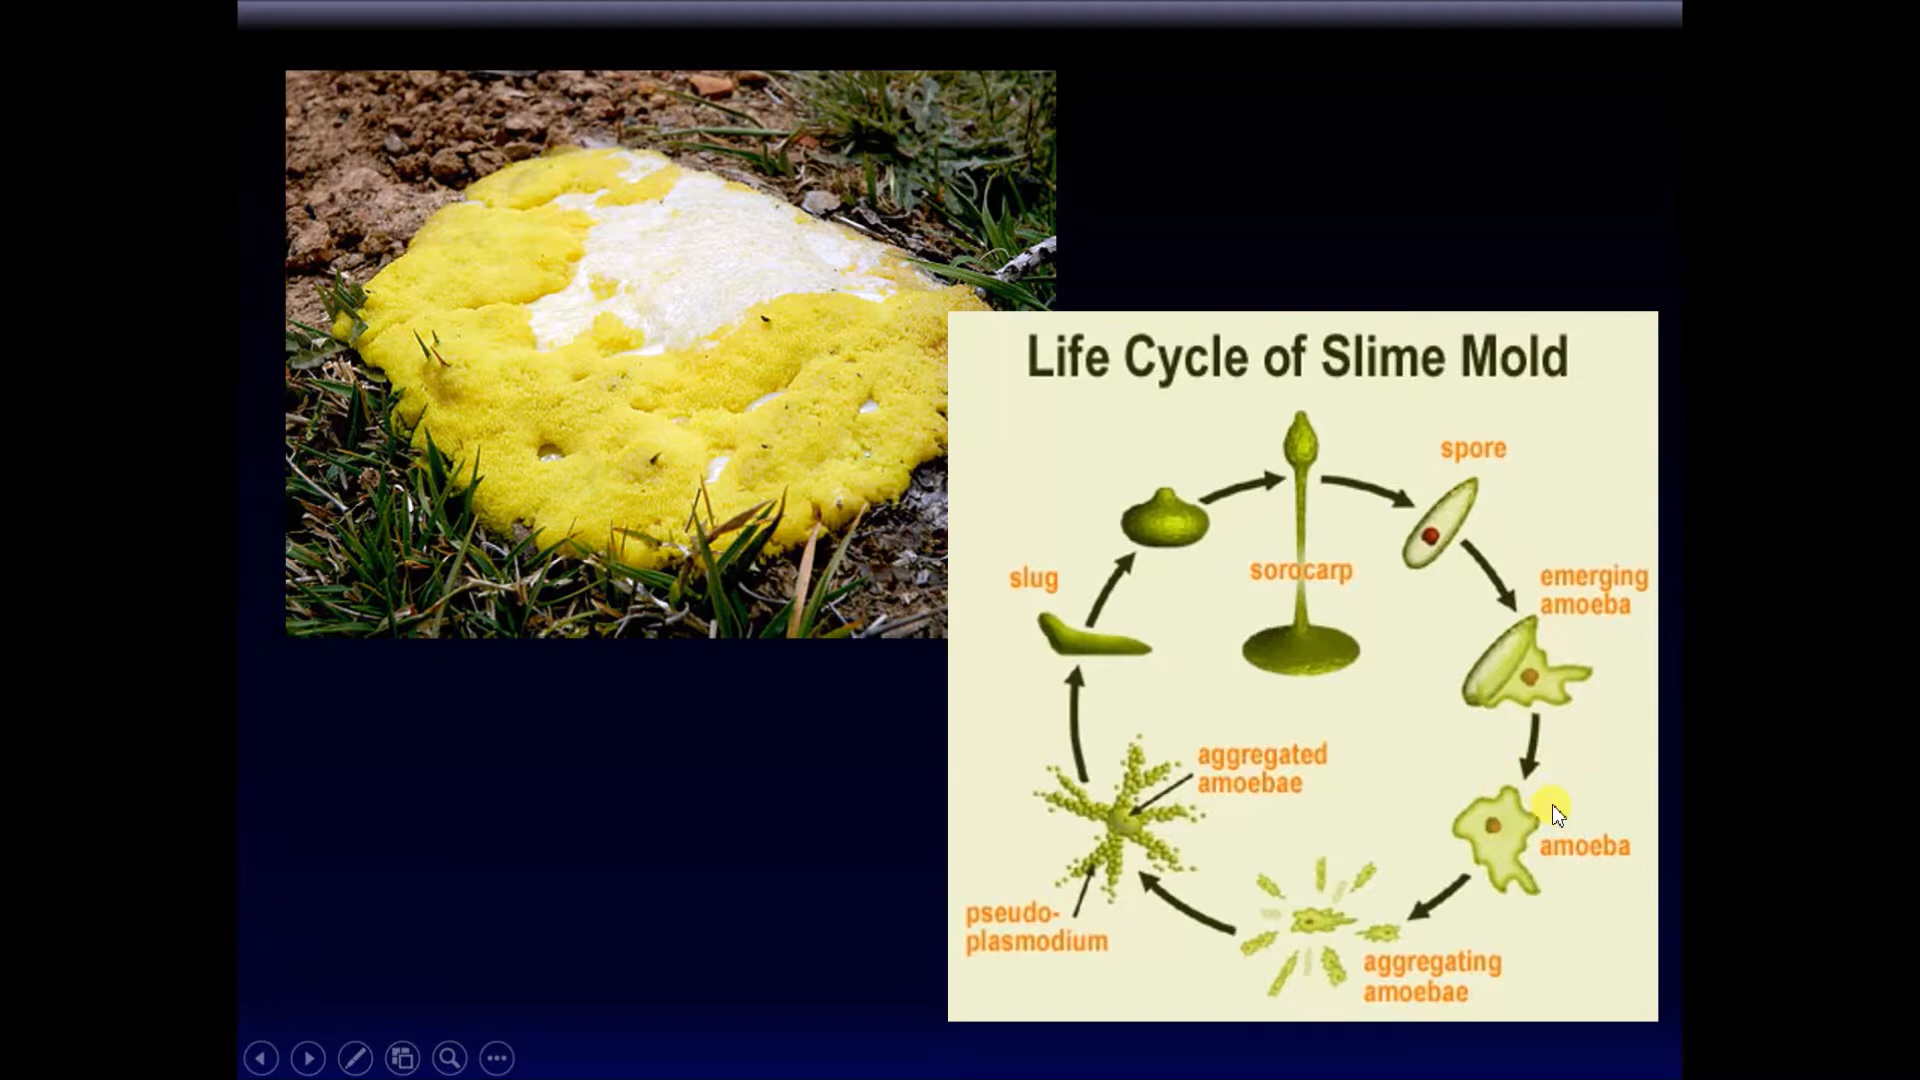 Life Cycle of Slime Mold
spore
sorocarp
emerging
amoeba
slug
aggregated
amoebae
amoeba
pseudo-
plasmodium
aggregating
amoebae